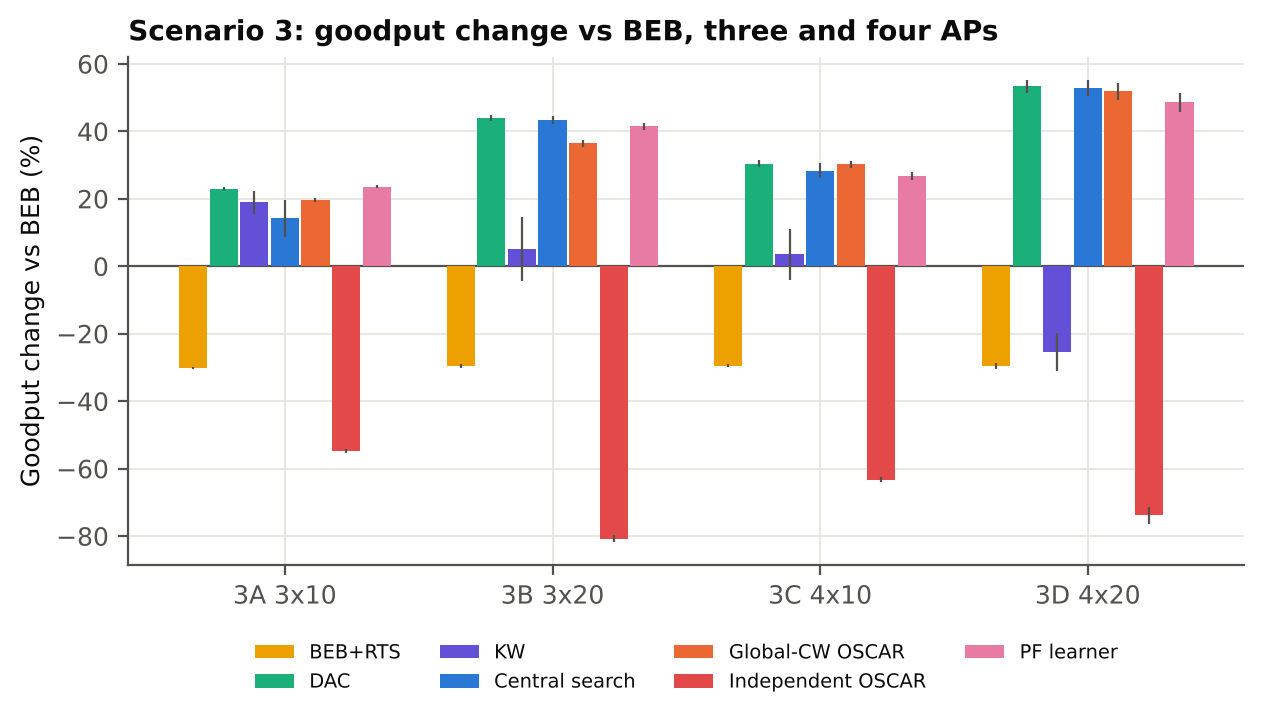 Scenario 3: goodput change vs BEB, three and four APs
Goodput change vs BEB (%)
60
40
20
0
−20
−40
−60
−80
3A 3x10
3B 3x20
3C 4x10
3D 4x20
BEB+RTS
DAC
KW
Central search
Global-CW OSCAR
Independent OSCAR
PF learner